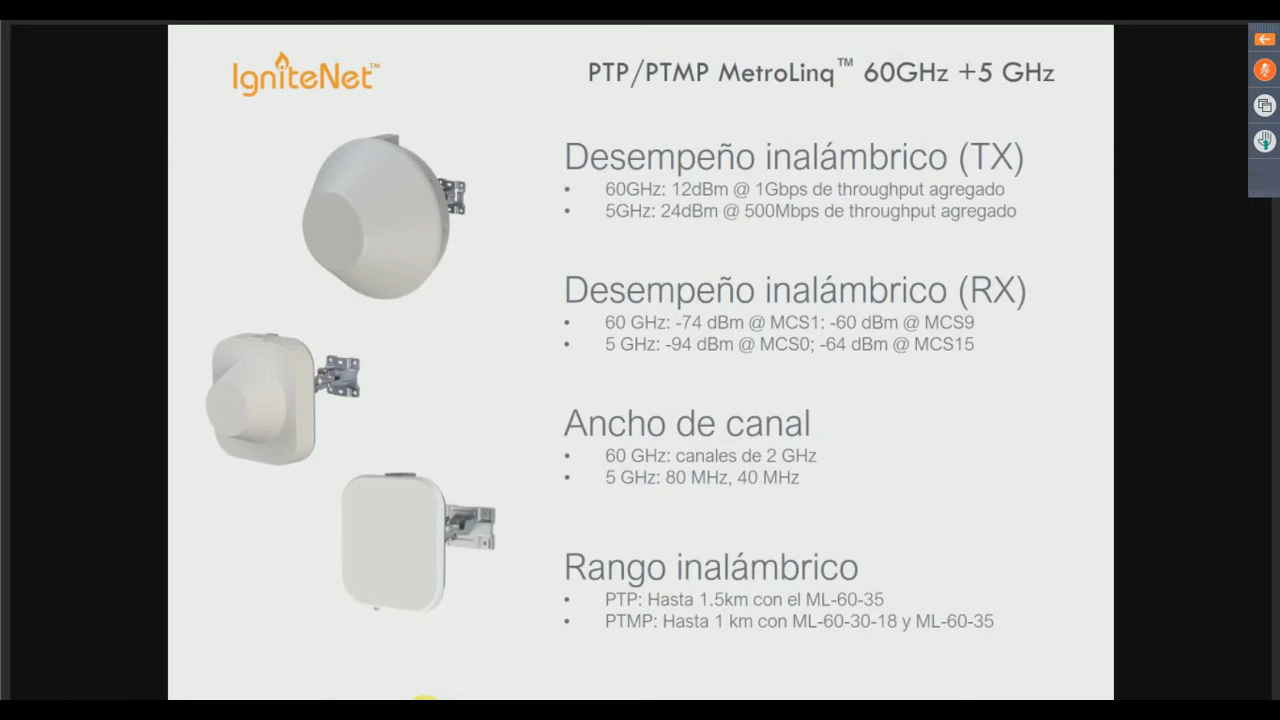 IgniteNet™
PTP/PTMP MetroLinq™ 60GHz +5 GHz
Desempeño inalámbrico (TX)
• 60GHz: 12dBm @ 1Gbps de throughput agregado
• 5GHz: 24dBm @ 500Mbps de throughput agregado
Desempeño inalámbrico (RX)
• 60 GHz: -74 dBm @ MCS1: -60 dBm @ MCS9
• 5 GHz: -94 dBm @ MCS0; -64 dBm @ MCS15
Ancho de canal
• 60 GHz: canales de 2 GHz
• 5 GHz: 80 MHz, 40 MHz
Rango inalámbrico
• PTP: Hasta 1.5km con el ML-60-35
• PTMP: Hasta 1 km con ML-60-30-18 y ML-60-35